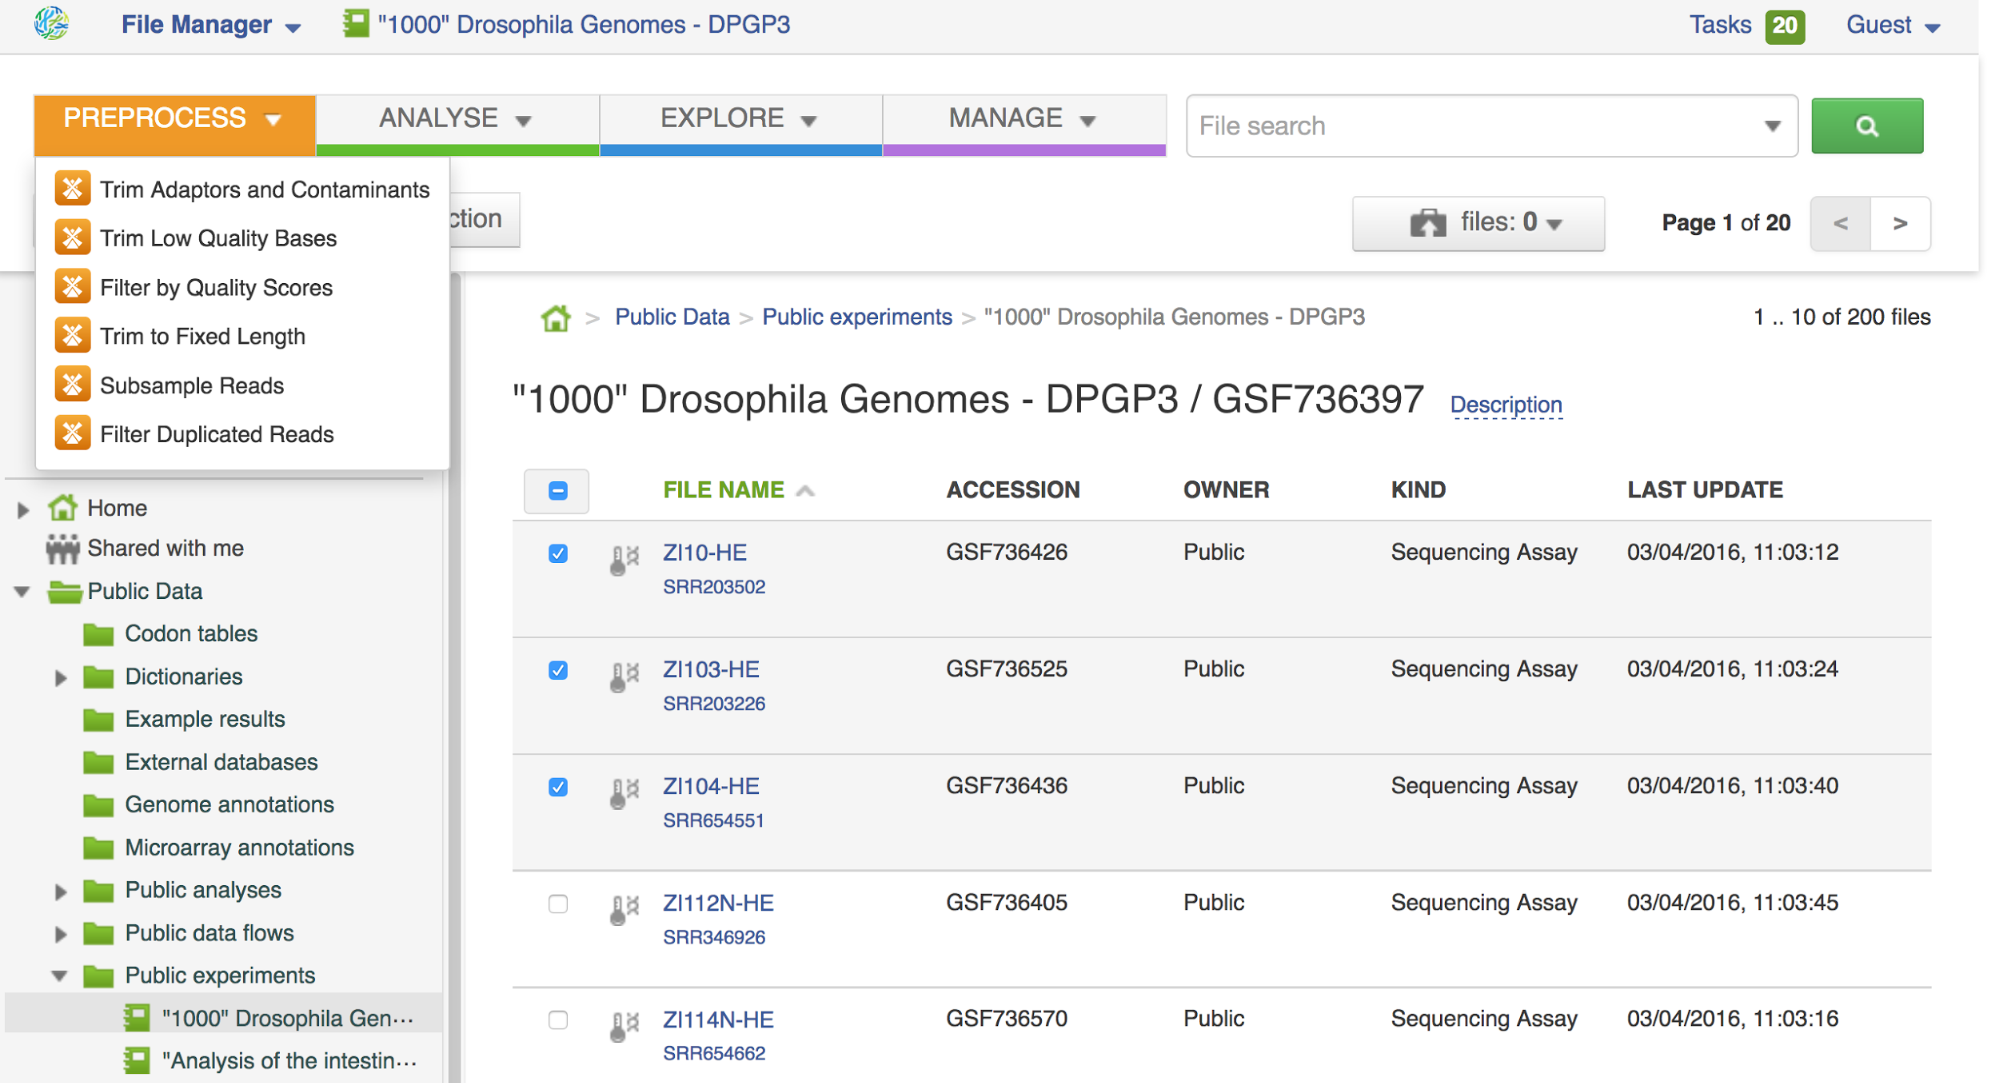 File Manager
"1000" Drosophila Genomes - DPGP3
Tasks 20 Guest
PREPROCESS ANALYSE EXPLORE MANAGE File search
Trim Adaptors and Contaminants
Trim Low Quality Bases
Filter by Quality Scores
Trim to Fixed Length
Subsample Reads
Filter Duplicated Reads
ction
files: 0
Page 1 of 20 < >
Home
Shared with me
Public Data
Codon tables
Dictionaries
Example results
External databases
Genome annotations
Microarray annotations
Public analyses
Public data flows
Public experiments
"1000" Drosophila Gen···
"Analysis of the intestin···
> Public Data > Public experiments > "1000" Drosophila Genomes - DPGP3
1 .. 10 of 200 files
"1000" Drosophila Genomes - DPGP3 / GSF736397 Description
FILE NAME ACCESSION OWNER KIND LAST UPDATE
ZI10-HE GSF736426 Public Sequencing Assay 03/04/2016, 11:03:12
SRR203502
ZI103-HE GSF736525 Public Sequencing Assay 03/04/2016, 11:03:24
SRR203226
ZI104-HE GSF736436 Public Sequencing Assay 03/04/2016, 11:03:40
SRR654551
ZI112N-HE GSF736405 Public Sequencing Assay 03/04/2016, 11:03:45
SRR346926
ZI114N-HE GSF736570 Public Sequencing Assay 03/04/2016, 11:03:16
SRR654662